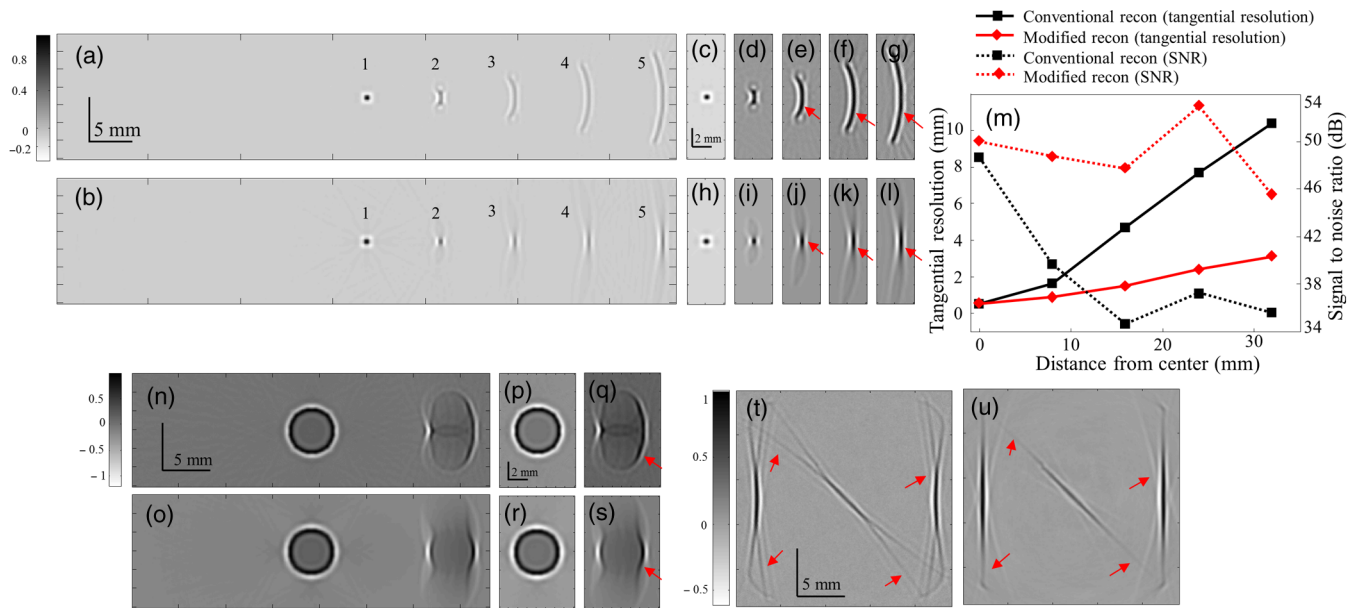 (a)
0.8
0.4
0
−0.2
5 mm
1
2
3
4
5
(c)
(d)
(e)
(f)
(g)
2 mm
(b)
1
2
3
4
5
(h)
(i)
(j)
(k)
(l)
Conventional recon (tangential resolution)
Modified recon (tangential resolution)
Conventional recon (SNR)
Modified recon (SNR)
(m)
Tangential resolution (mm)
10
8
6
4
2
0
Signal to noise ratio (dB)
54
50
46
42
38
34
0
10
20
30
Distance from center (mm)
0.5
0
− 0.5
− 1
(n)
5 mm
(p)
2 mm
(q)
(o)
(r)
(s)
1
0.5
0
− 0.5
(t)
5 mm
(u)